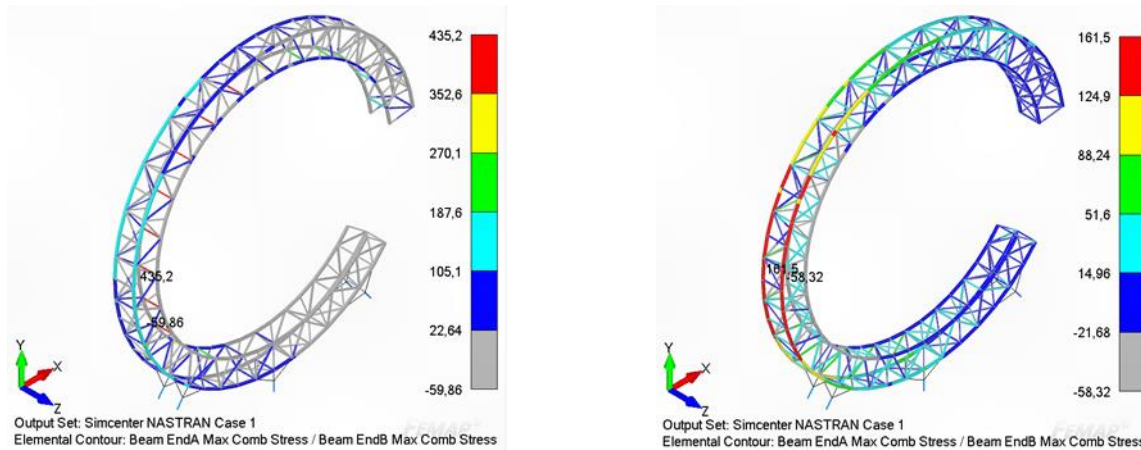 435,2
352,6
270,1
187,6
105,1
22,64
-59,86
435,2
-59,86
Y
X
Z
FEMAP
Output Set: Simcenter NASTRAN Case 1
Elemental Contour: Beam EndA Max Comb Stress / Beam EndB Max Comb Stress
161,5
124,9
88,24
51,6
14,96
-21,68
-58,32
161,5
-58,32
Y
X
Z
FEMAP
Output Set: Simcenter NASTRAN Case 1
Elemental Contour: Beam EndA Max Comb Stress / Beam EndB Max Comb Stress